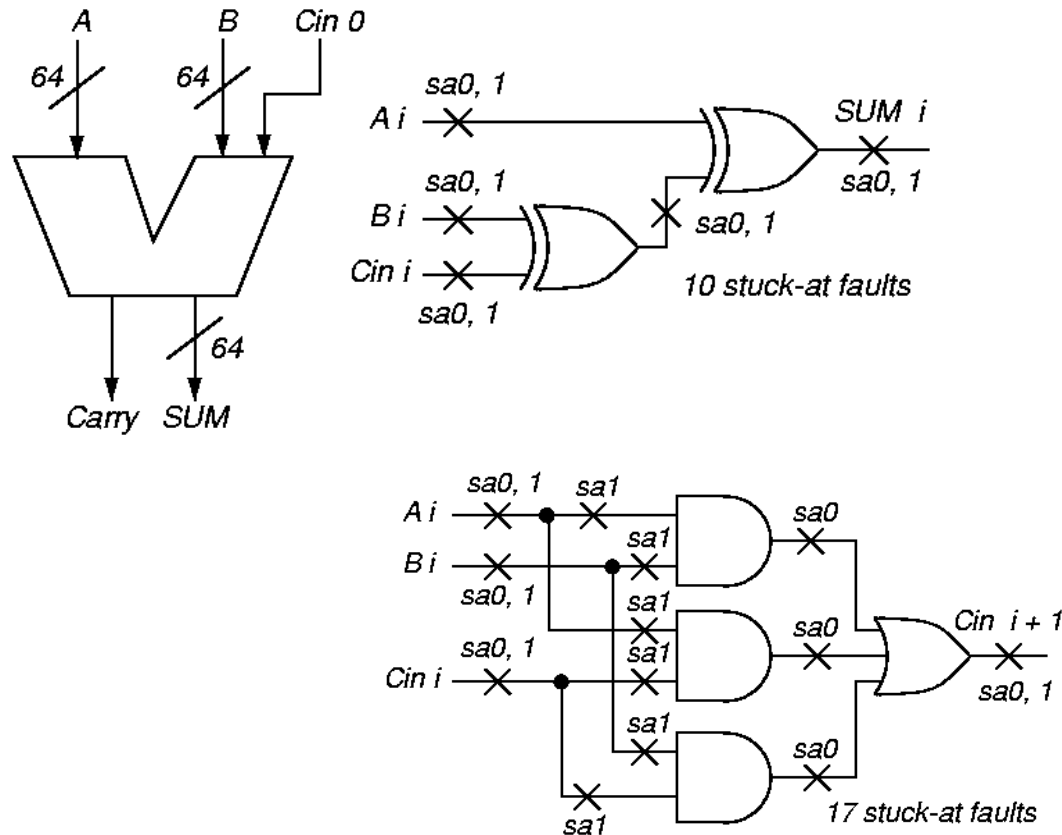 A
B
Cin 0
64
64
64
Carry
SUM
sa0, 1
A i
sa0, 1
B i
Cin i
sa0, 1
sa0, 1
SUM i
sa0, 1
10 stuck-at faults
sa0, 1
sa1
A i
sa1
B i
sa0, 1
sa1
sa0, 1
sa1
Cin i
sa1
sa1
sa0
sa0
sa0
Cin i + 1
sa0, 1
17 stuck-at faults